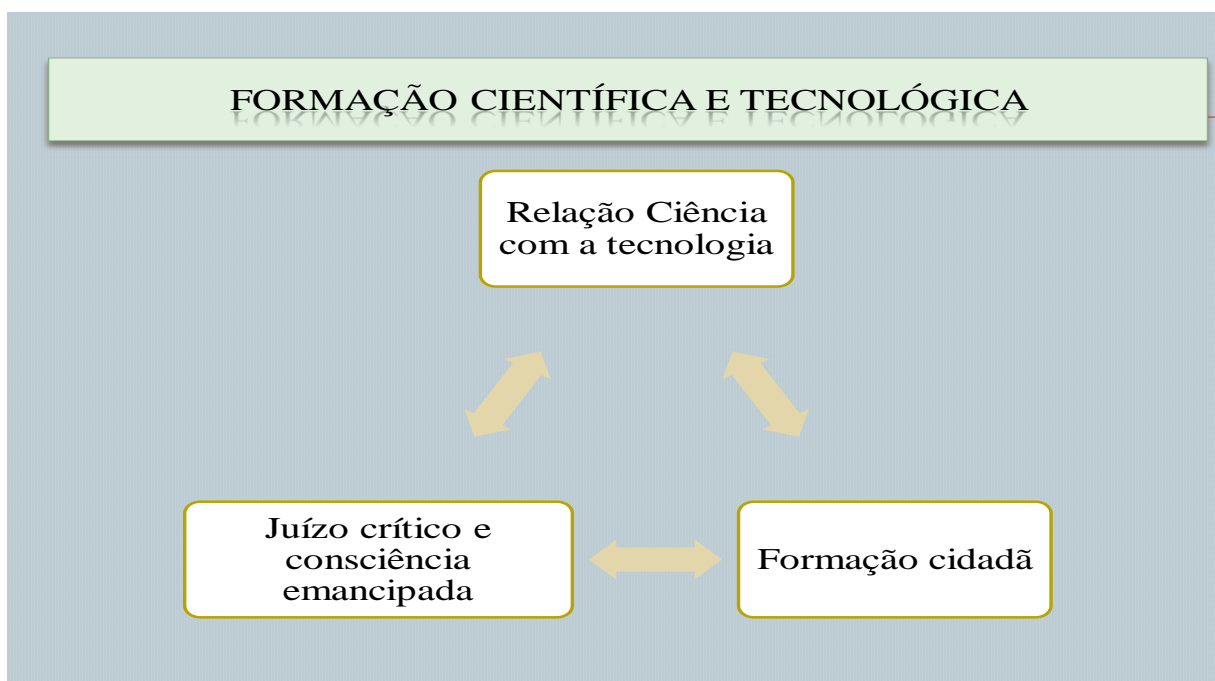 FORMAÇÃO CIENTÍFICA E TECNOLÓGICA
Relação Ciência
com a tecnologia
Juízo crítico e
consciência
emancipada
Formação cidadã